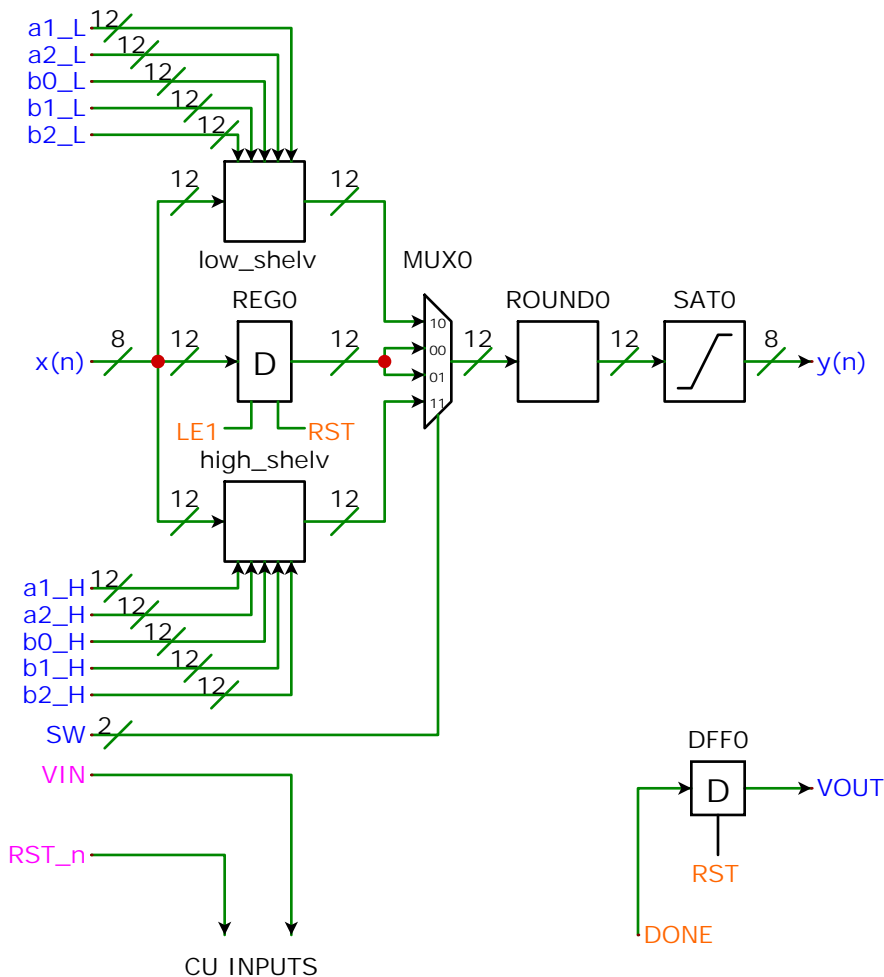 a1_L 12
a2_L 12
b0_L 12
b1_L 12
b2_L 12
12 12
low_shelv
MUX0
REG0 ROUND0 SAT0
10
x(n) 8 12 D 12 00 12 12 8 y(n)
01
11
LE1 RST
high_shelv
12 12
a1_H 12
a2_H 12
b0_H 12
b1_H 12
b2_H 12
SW 2
DFF0
VIN
D VOUT
RST_n
RST
DONE
CU INPUTS